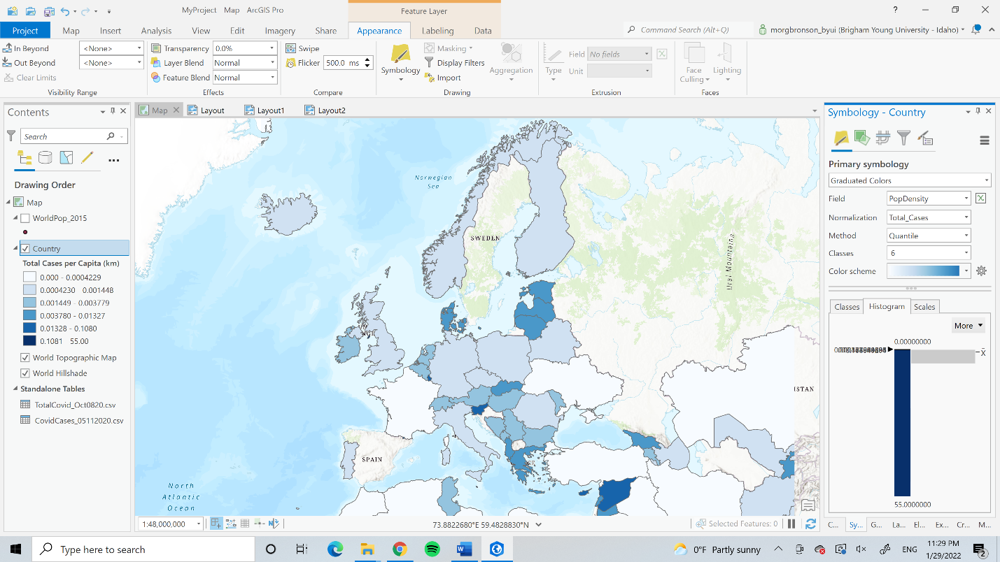 MyProject Map ArcGIS Pro
Feature Layer
?
Project Map Insert Analysis View Edit Imagery Share Appearance Labeling Data
Command Search (Alt+Q)
morgbronson_byui (Brigham Young University - Idaho)
In Beyond <None>
Out Beyond <None>
Clear Limits
Visibility Range
Transparency 0.0%
Layer Blend Normal
Feature Blend Normal
Effects
Swipe
Flicker 500.0 ms
Compare
Symbology
Masking
Display Filters
Import
Drawing
Aggregation
Type
Field No fields
Unit
Extrusion
Face Culling
Lighting
Faces
Contents
Search
Drawing Order
Map
WorldPop_2015
Country
Total Cases per Capita (km)
0.000 - 0.0004229
0.0004230 0.001448
0.001449 - 0.003779
0.003780 - 0.01327
0.01328 - 0.1080
0.1081 55.00
World Topographic Map
World Hillshade
Standalone Tables
TotalCovid_Oct0820.csv
CovidCases_05112020.csv
Map Layout Layout1 Layout2
Norwegian
Sea
SWEDEN
Ural Mountains
ISTAN
SPAIN
North
Atlantic
Ocean
1:48,000,000
73.8822680°E 59.4828830°N
Selected Features: 0
Symbology - Country
Primary symbology
Graduated Colors
Field PopDensity
Normalization Total_Cases
Method Quantile
Classes 6
Color scheme
Classes Histogram Scales
More
0.00000000
x̄
55.0000000
C... Sy... G... La... El... Ex... Cr... M...
Type here to search
0°F Partly sunny
ENG
11:29 PM
1/29/2022
2